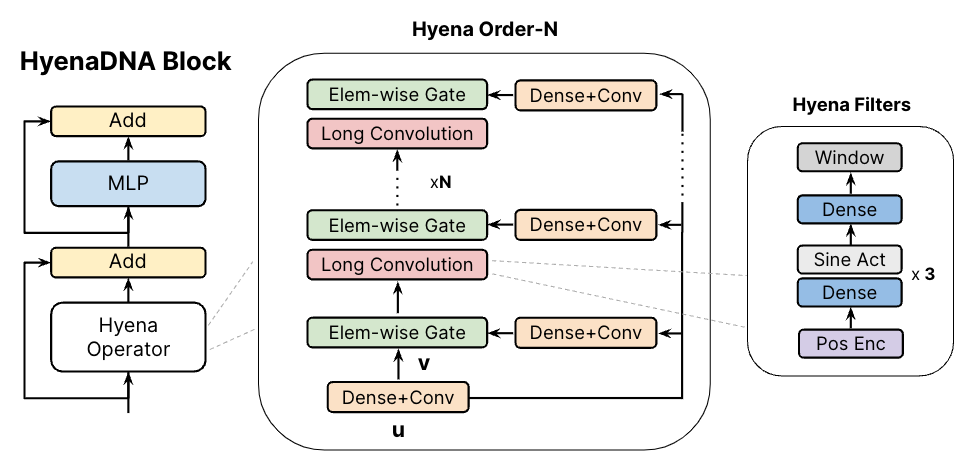 HyenaDNA Block
Add
MLP
Add
Hyena
Operator
Hyena Order-N
Elem-wise Gate
Dense+Conv
Long Convolution
xN
Elem-wise Gate
Dense+Conv
Long Convolution
Elem-wise Gate
Dense+Conv
v
Dense+Conv
u
Hyena Filters
Window
Dense
Sine Act
x 3
Dense
Pos Enc